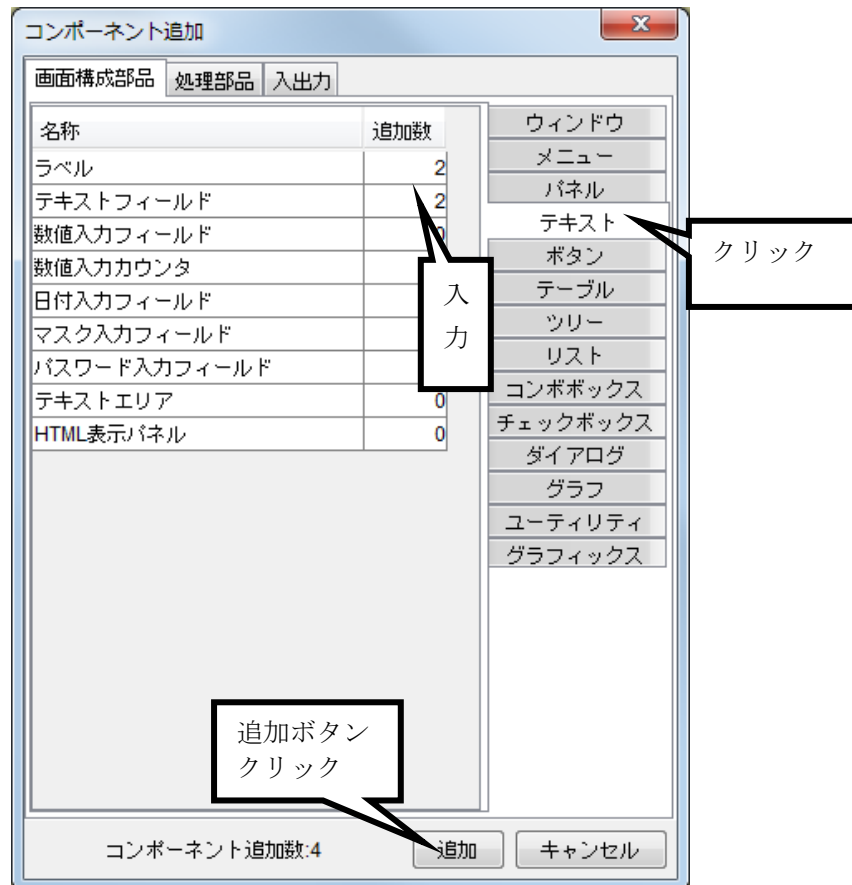 コンポーネント追加
画面構成部品 処理部品 入出力
名称 追加数
ラベル 2
テキストフィールド 2
数値入力フィールド
数値入力カウンタ
日付入力フィールド
マスク入力フィールド
パスワード入力フィールド
テキストエリア 0
HTML表示パネル 0
ウィンドウ
メニュー
パネル
テキスト
ボタン
テーブル
ツリー
リスト
コンボボックス
チェックボックス
ダイアログ
グラフ
ユーティリティ
グラフィックス
クリック
入
力
追加ボタン
クリック
コンポーネント追加数:4 追加 キャンセル